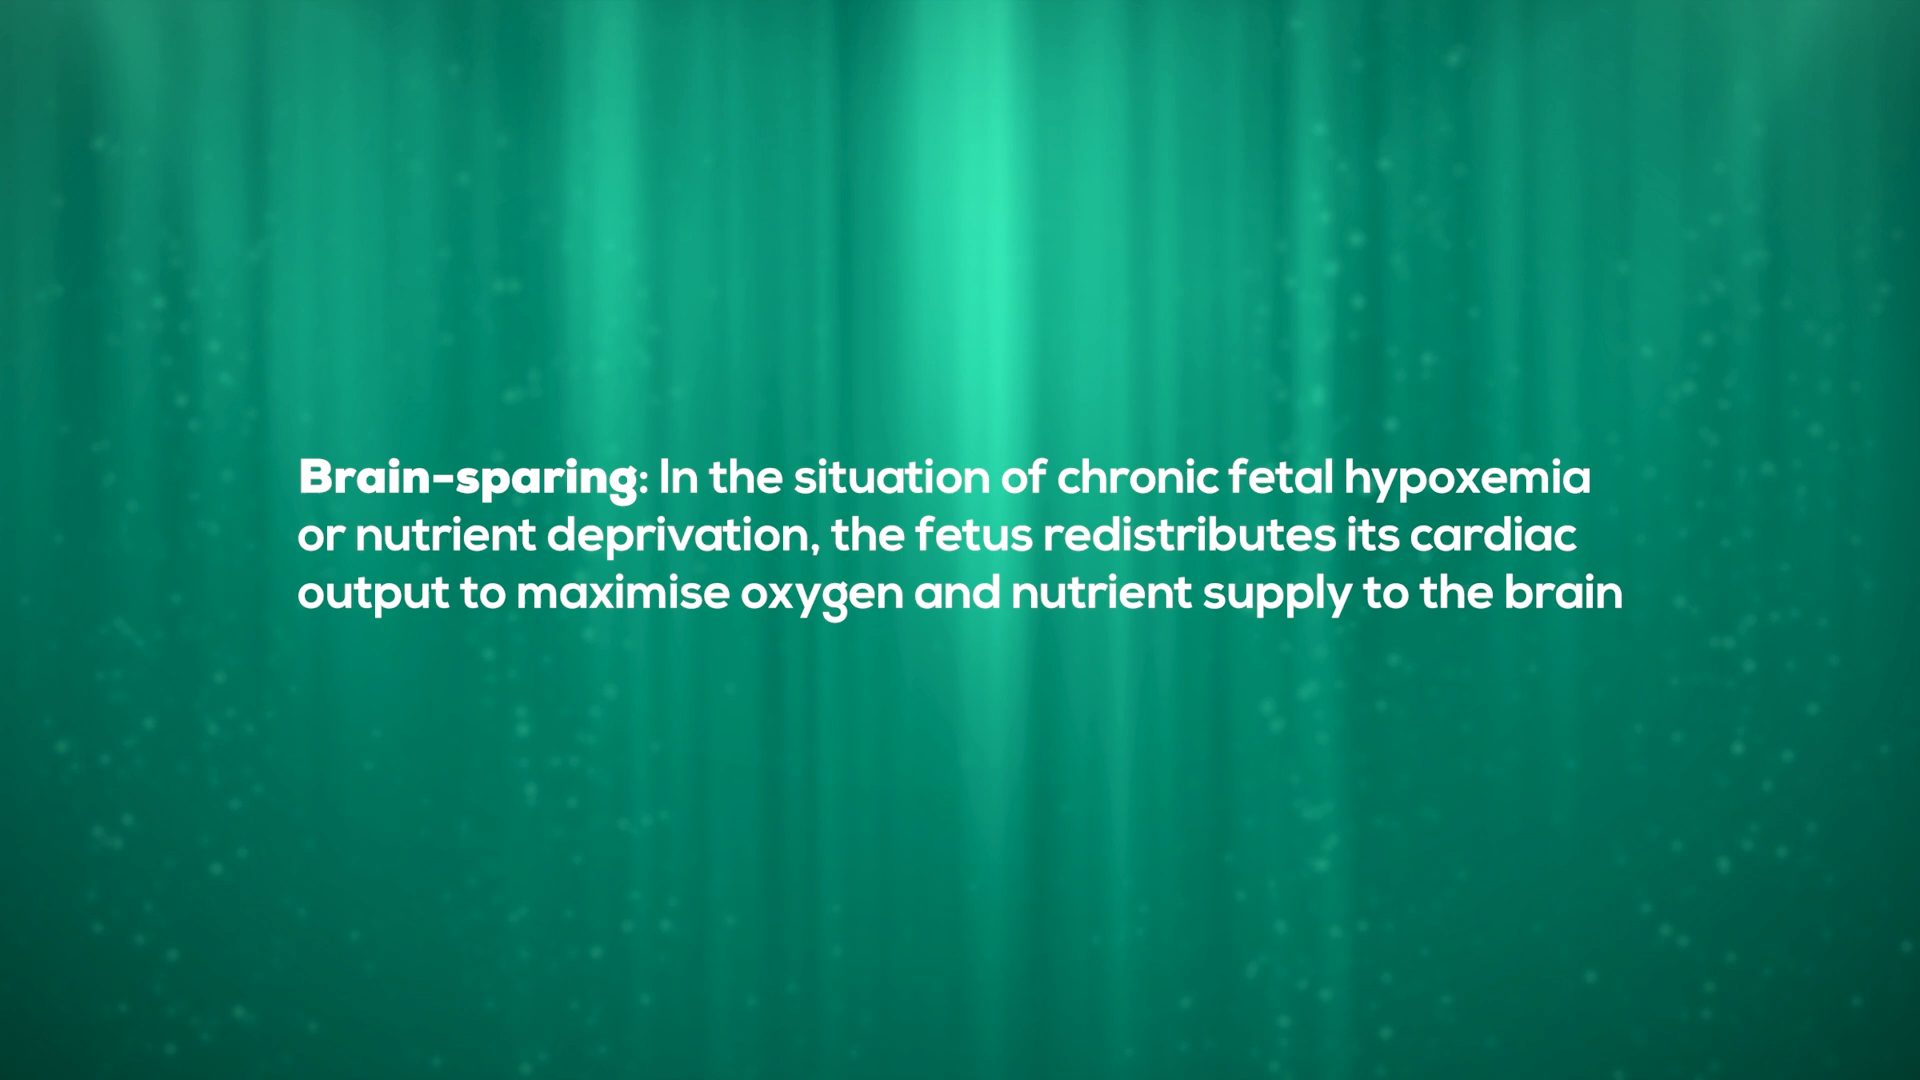 Brain-sparing: In the situation of chronic fetal hypoxemia
or nutrient deprivation, the fetus redistributes its cardiac
output to maximise oxygen and nutrient supply to the brain